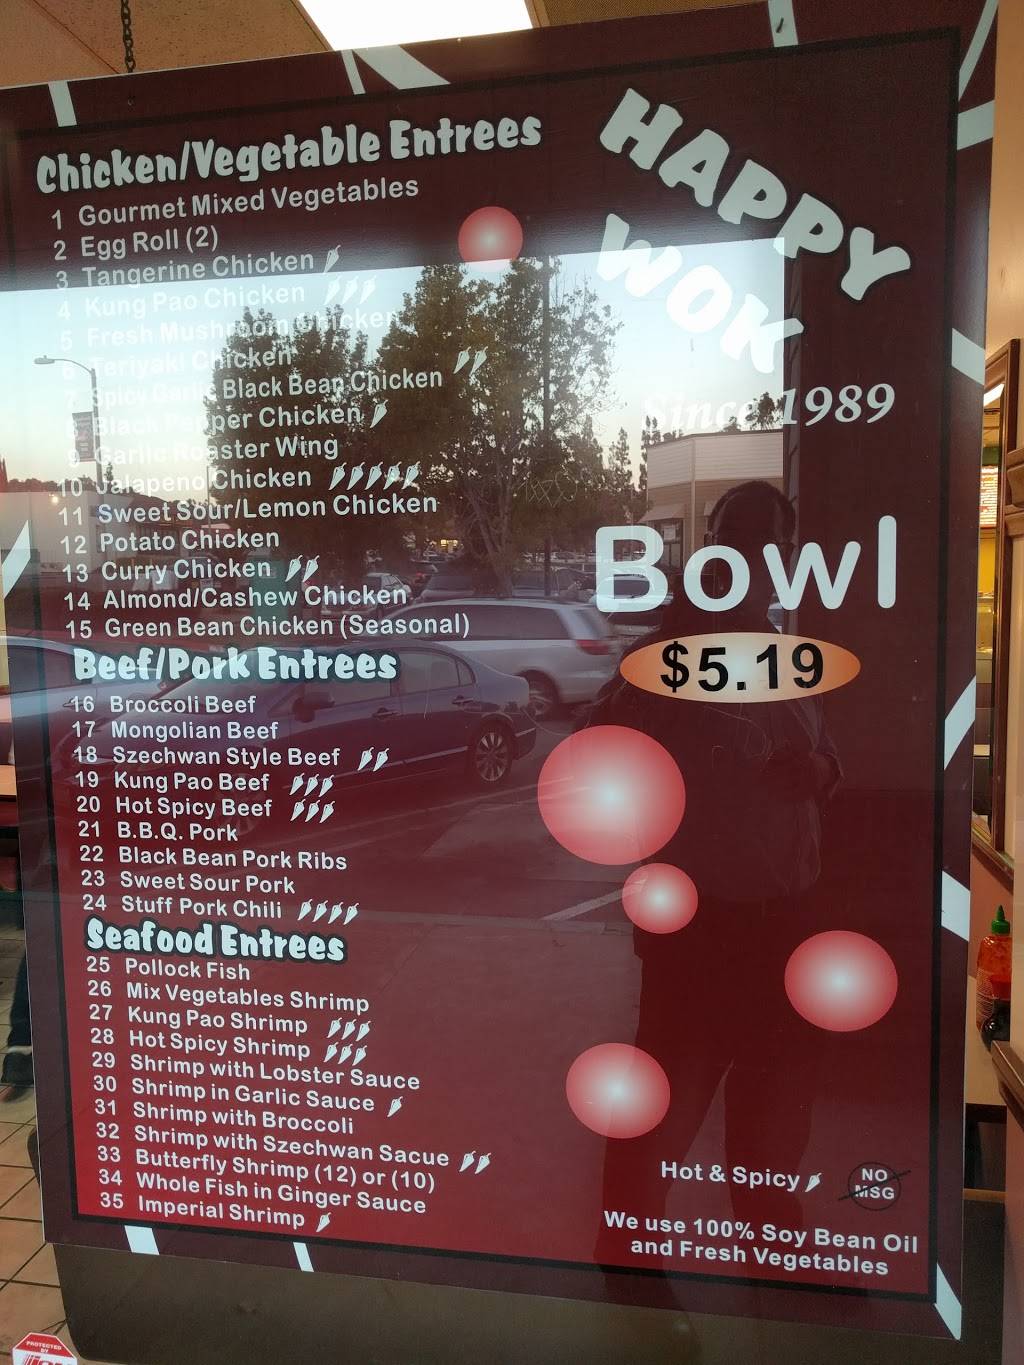 HAPPY
WOK
Since 1989
Chicken/Vegetable Entrees
1 Gourmet Mixed Vegetables
2 Egg Roll (2)
3 Tangerine Chicken
4 Kung Pao Chicken
5 Fresh Mushroom Chicken
6 Teriyaki Chicken
7 Spicy Garlic Black Bean Chicken
8 Black Pepper Chicken
9 Garlic Roaster Wing
10 Jalapeno Chicken
11 Sweet Sour/Lemon Chicken
12 Potato Chicken
13 Curry Chicken
14 Almond/Cashew Chicken
15 Green Bean Chicken (Seasonal)
Beef/Pork Entrees
16 Broccoli Beef
17 Mongolian Beef
18 Szechwan Style Beef
19 Kung Pao Beef
20 Hot Spicy Beef
21 B.B.Q. Pork
22 Black Bean Pork Ribs
23 Sweet Sour Pork
24 Stuff Pork Chili
Seafood Entrees
25 Pollock Fish
26 Mix Vegetables Shrimp
27 Kung Pao Shrimp
28 Hot Spicy Shrimp
29 Shrimp with Lobster Sauce
30 Shrimp in Garlic Sauce
31 Shrimp with Broccoli
32 Shrimp with Szechwan Sacue
33 Butterfly Shrimp (12) or (10)
34 Whole Fish in Ginger Sauce
35 Imperial Shrimp
Bowl
$5.19
Hot & Spicy
NO
MSG
We use 100% Soy Bean Oil
and Fresh Vegetables
PROTECTED
BY